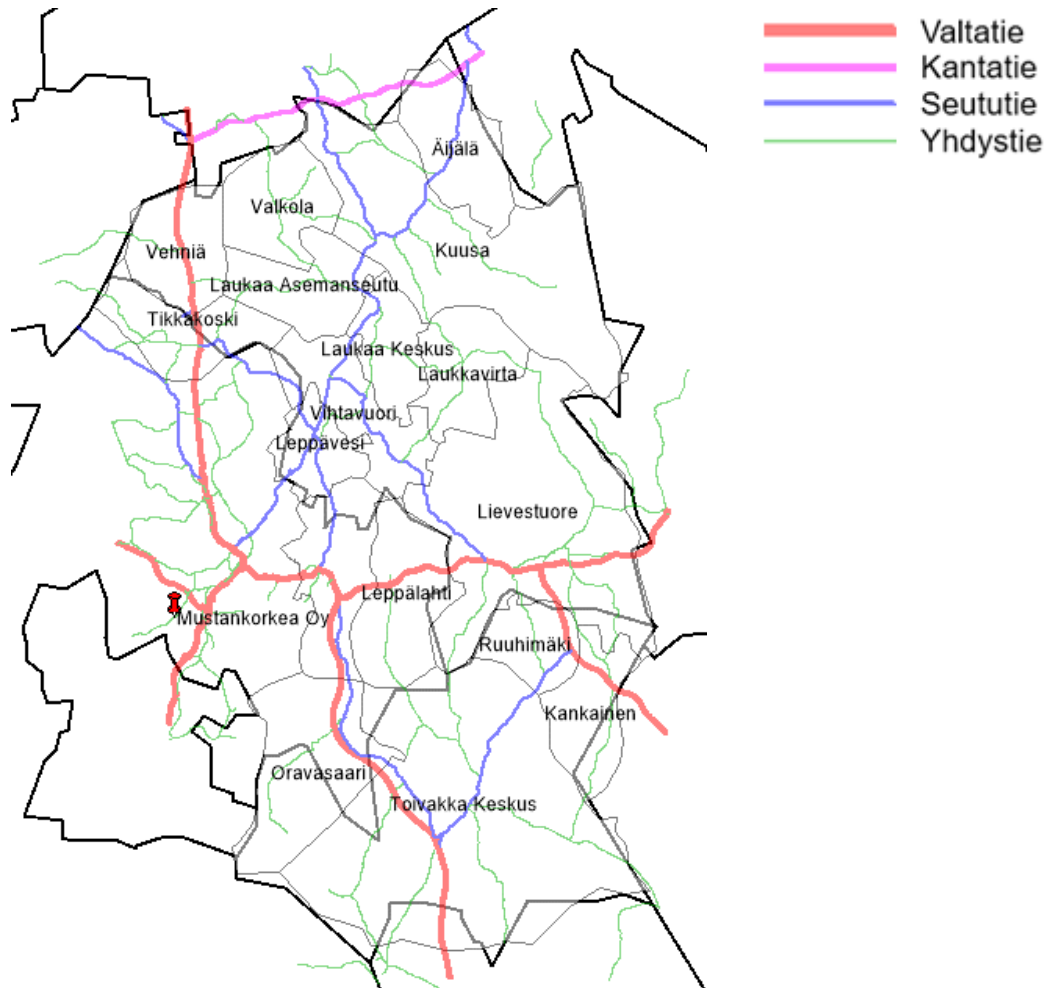 Valtatie
Kantatie
Seututie
Yhdystie
Äijälä
Valkola
Vehniä
Kuusa
Laukaa Asemanseutu
Tikkakoski
Laukaa Keskus
Laukkavirta
Vihtavuori
Leppävesi
Lievestuore
Leppälahti
Mustankorkea Oy
Ruuhimäki
Kankainen
Oravasaari
Toivakka Keskus